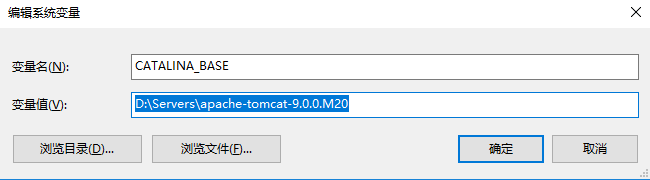 编辑系统变量
变量名(N):
CATALINA_BASE
变量值(V):
D:\Servers\apache-tomcat-9.0.0.M20
浏览目录(D)...
浏览文件(F)...
确定
取消